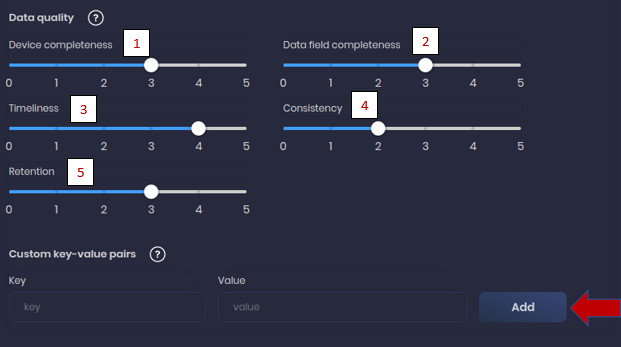 Data quality ?
Device completeness 1
Data field completeness 2
0 1 2 3 4 5
0 1 2 3 4 5
Timeliness 3
Consistency 4
0 1 2 3 4 5
0 1 2 3 4 5
Retention 5
0 1 2 3 4 5
Custom key-value pairs ?
Key Value
key value Add